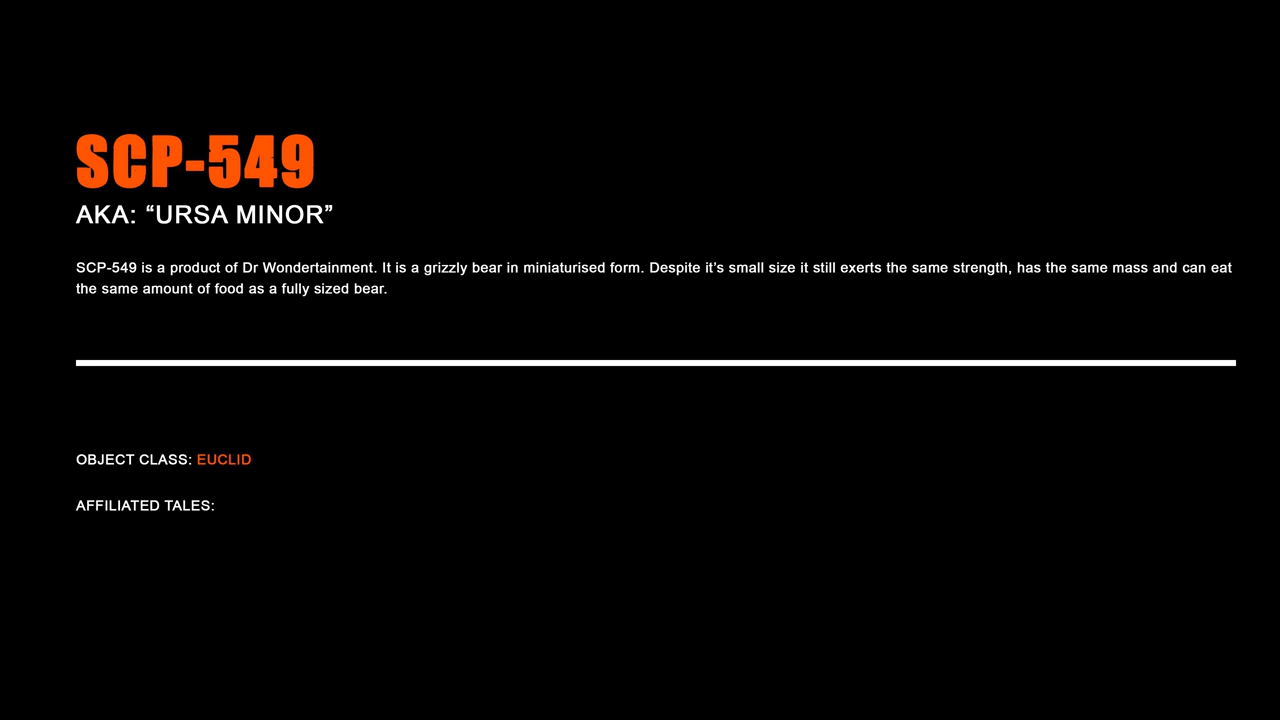 SCP-549
AKA: “URSA MINOR”
SCP-549 is a product of Dr Wondertainment. It is a grizzly bear in miniaturised form. Despite it’s small size it still exerts the same strength, has the same mass and can eat
the same amount of food as a fully sized bear.
OBJECT CLASS: EUCLID
AFFILIATED TALES: